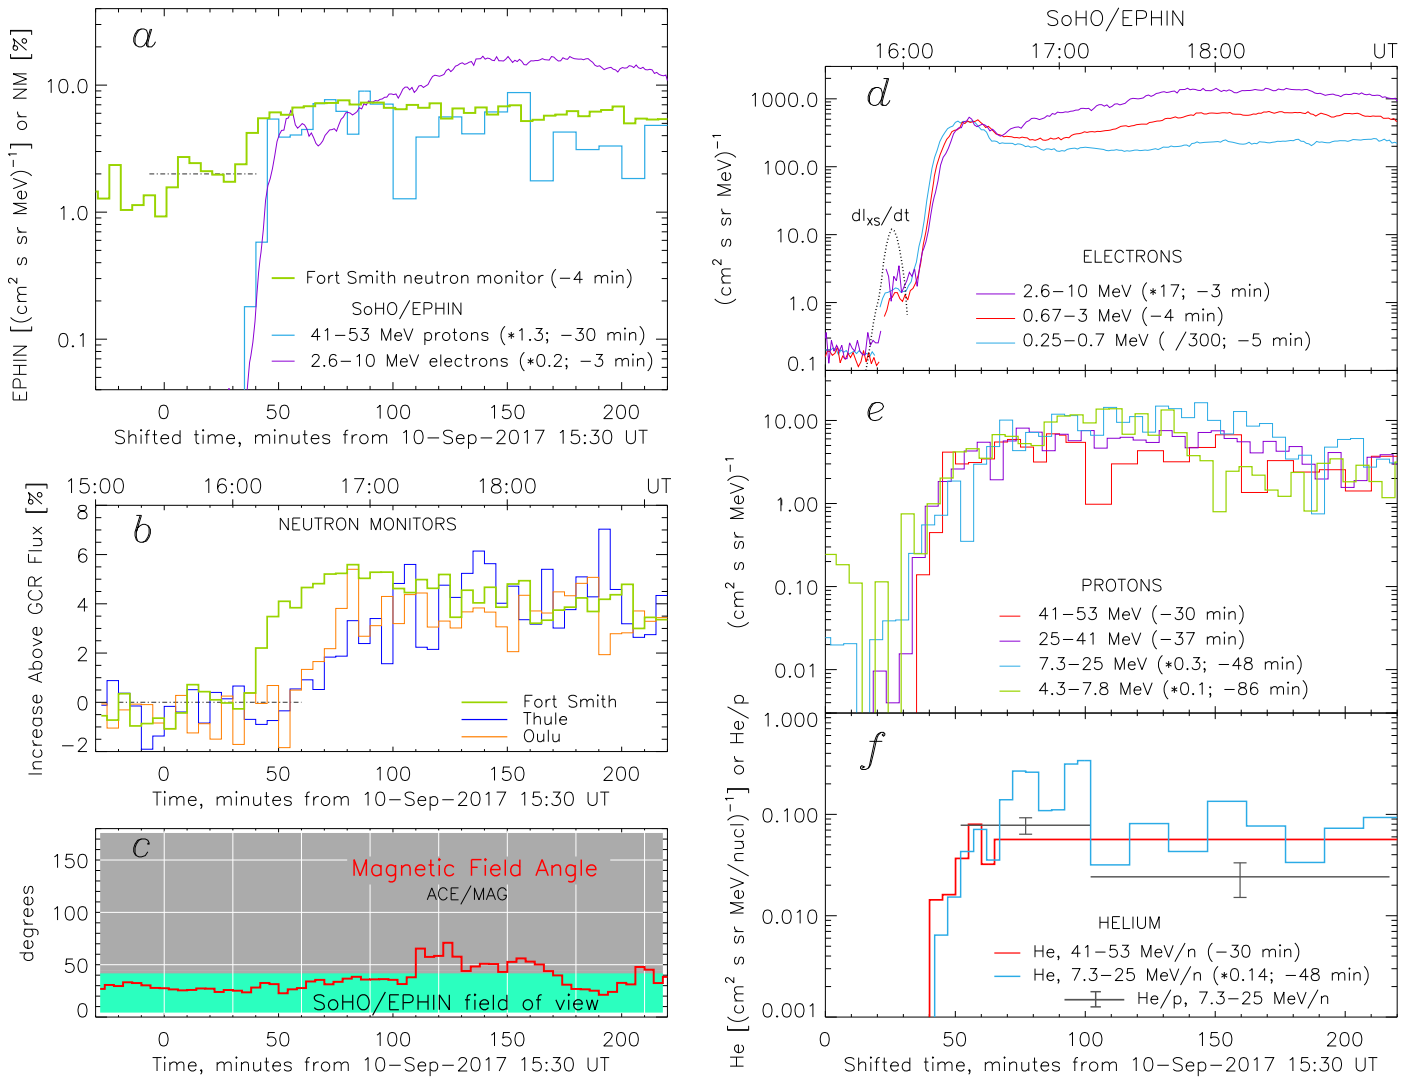 a
EPHIN [(cm² s sr MeV)⁻¹] or NM [%]
10.0
1.0
0.1
Fort Smith neutron monitor (−4 min)
SoHO/EPHIN
41−53 MeV protons (*1.3; −30 min)
2.6−10 MeV electrons (*0.2; −3 min)
0 50 100 150 200
Shifted time, minutes from 10−Sep−2017 15:30 UT
15:00 16:00 17:00 18:00 UT
b
NEUTRON MONITORS
Increase Above GCR Flux [%]
8
6
4
2
0
−2
Fort Smith
Thule
Oulu
0 50 100 150 200
Time, minutes from 10−Sep−2017 15:30 UT
c
degrees
150
100
50
0
Magnetic Field Angle
ACE/MAG
SoHO/EPHIN field of view
0 50 100 150 200
Time, minutes from 10−Sep−2017 15:30 UT
SoHO/EPHIN
16:00 17:00 18:00 UT
d
(cm² s sr MeV)⁻¹
1000.0
100.0
10.0
1.0
0.1
dI_XS/dt
ELECTRONS
2.6−10 MeV (*17; −3 min)
0.67−3 MeV (−4 min)
0.25−0.7 MeV ( /300; −5 min)
e
(cm² s sr MeV)⁻¹
10.00
1.00
0.10
0.01
PROTONS
41−53 MeV (−30 min)
25−41 MeV (−37 min)
7.3−25 MeV (*0.3; −48 min)
4.3−7.8 MeV (*0.1; −86 min)
f
He [(cm² s sr MeV/nucl)⁻¹] or He/p
1.000
0.100
0.010
0.001
HELIUM
He, 41−53 MeV/n (−30 min)
He, 7.3−25 MeV/n (*0.14; −48 min)
He/p, 7.3−25 MeV/n
0 50 100 150 200
Shifted time, minutes from 10−Sep−2017 15:30 UT